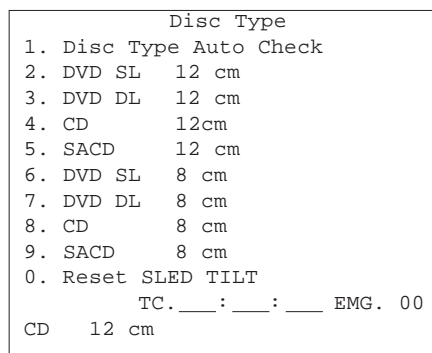 Disc Type
1. Disc Type Auto Check
2. DVD SL 12 cm
3. DVD DL 12 cm
4. CD 12cm
5. SACD 12 cm
6. DVD SL 8 cm
7. DVD DL 8 cm
8. CD 8 cm
9. SACD 8 cm
0. Reset SLED TILT
TC.___:___:___ EMG. 00
CD 12 cm